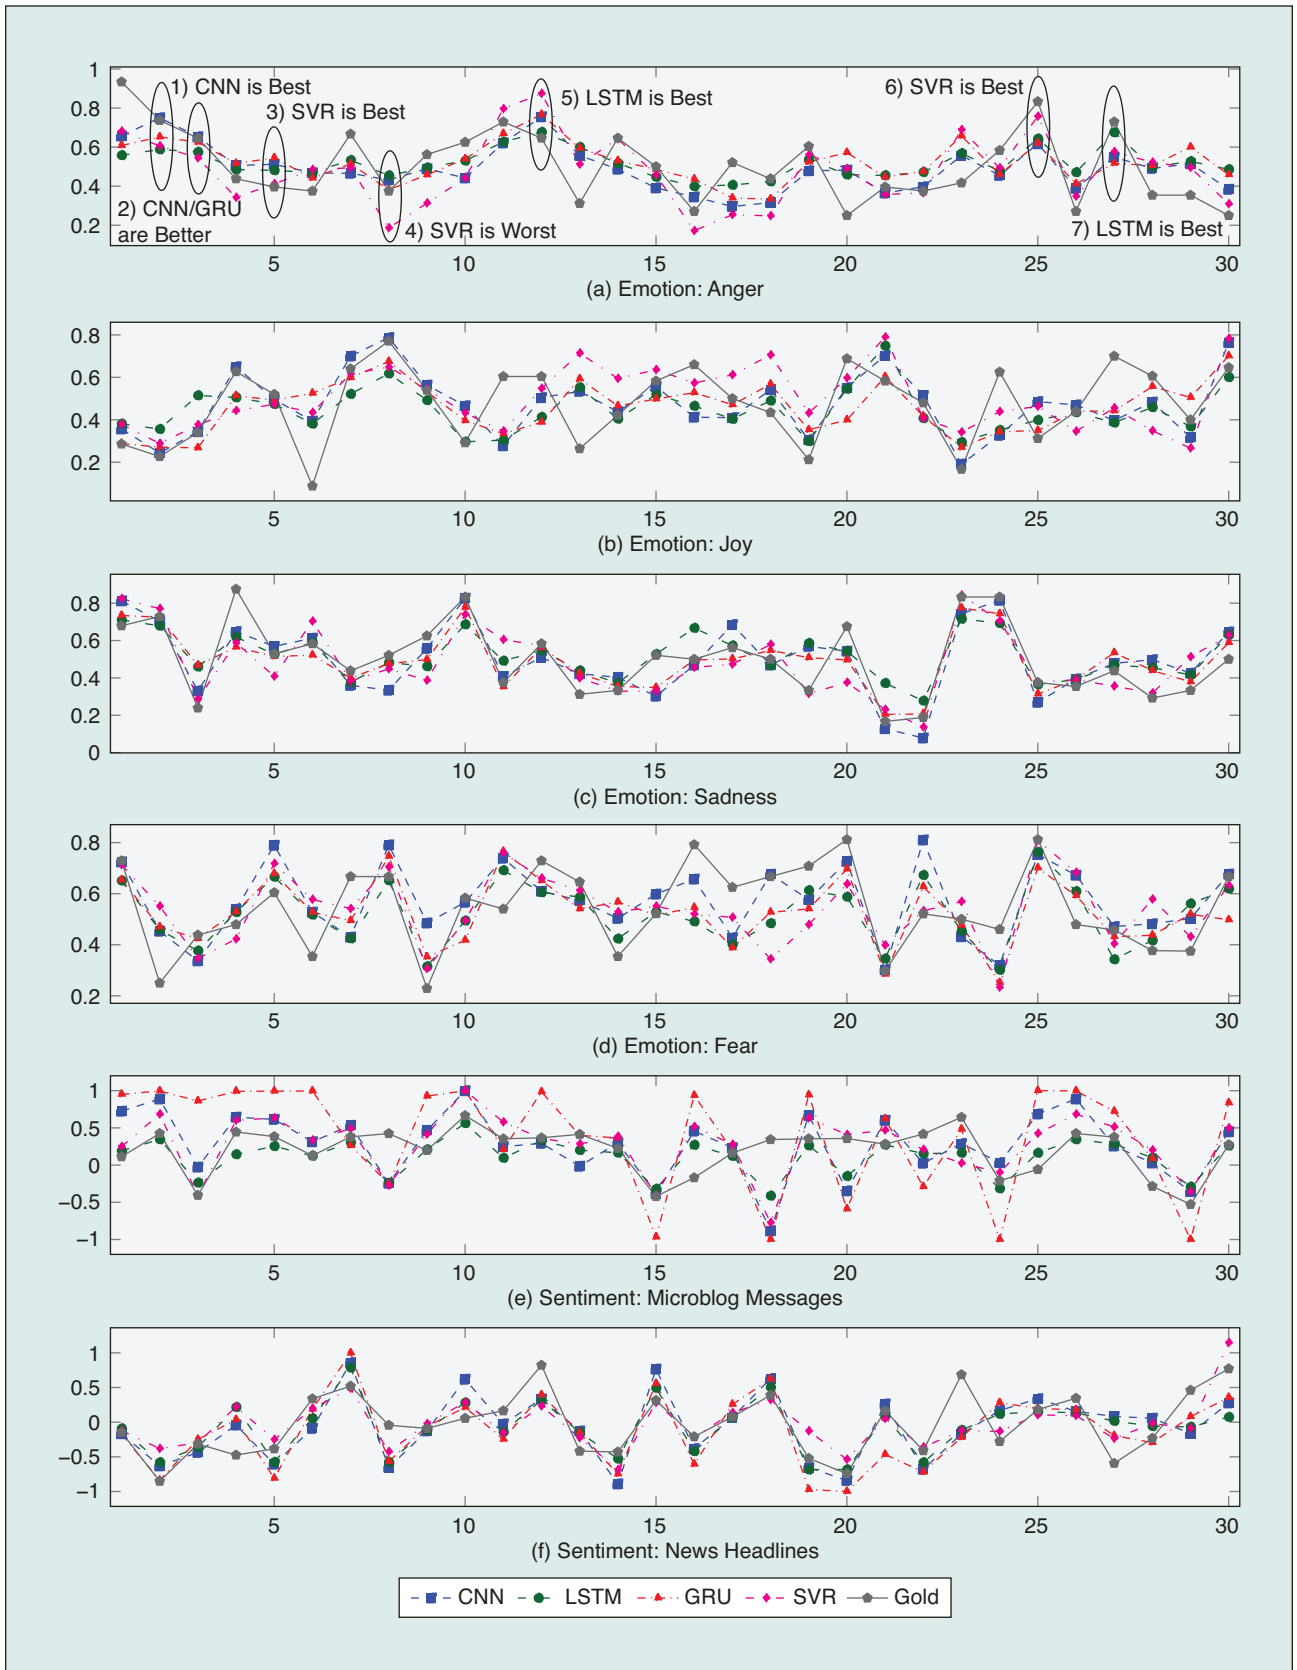 1
0.8
0.6
0.4
0.2
1) CNN is Best
3) SVR is Best
5) LSTM is Best
6) SVR is Best
2) CNN/GRU
are Better
4) SVR is Worst
7) LSTM is Best
5 10 15 20 25 30
(a) Emotion: Anger
0.8
0.6
0.4
0.2
5 10 15 20 25 30
(b) Emotion: Joy
0.8
0.6
0.4
0.2
0
5 10 15 20 25 30
(c) Emotion: Sadness
0.8
0.6
0.4
0.2
5 10 15 20 25 30
(d) Emotion: Fear
1
0.5
0
−0.5
−1
5 10 15 20 25 30
(e) Sentiment: Microblog Messages
1
0.5
0
−0.5
−1
5 10 15 20 25 30
(f) Sentiment: News Headlines
CNN LSTM GRU SVR Gold